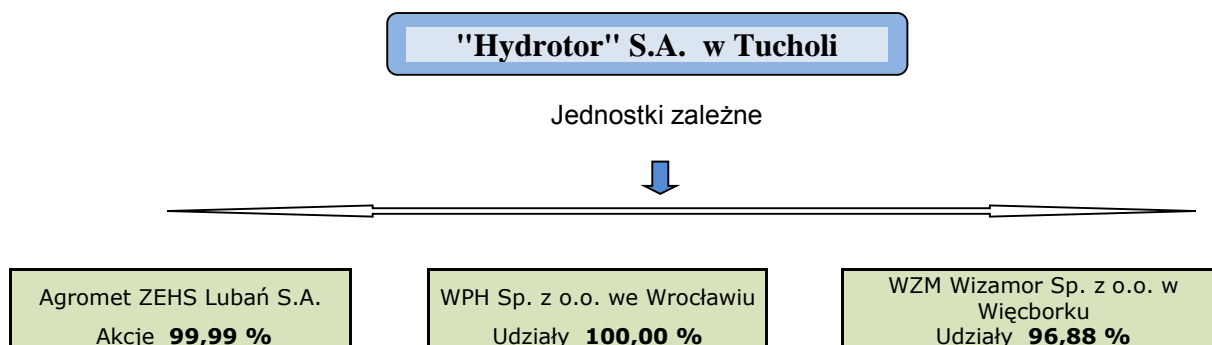 "Hydrotor" S.A. w Tucholi
Jednostki zależne
Agromet ZEHS Lubań S.A.
Akcje 99,99 %
WPH Sp. z o.o. we Wrocławiu
Udziały 100,00 %
WZM Wizamor Sp. z o.o. w
Więcborku
Udziały 96,88 %